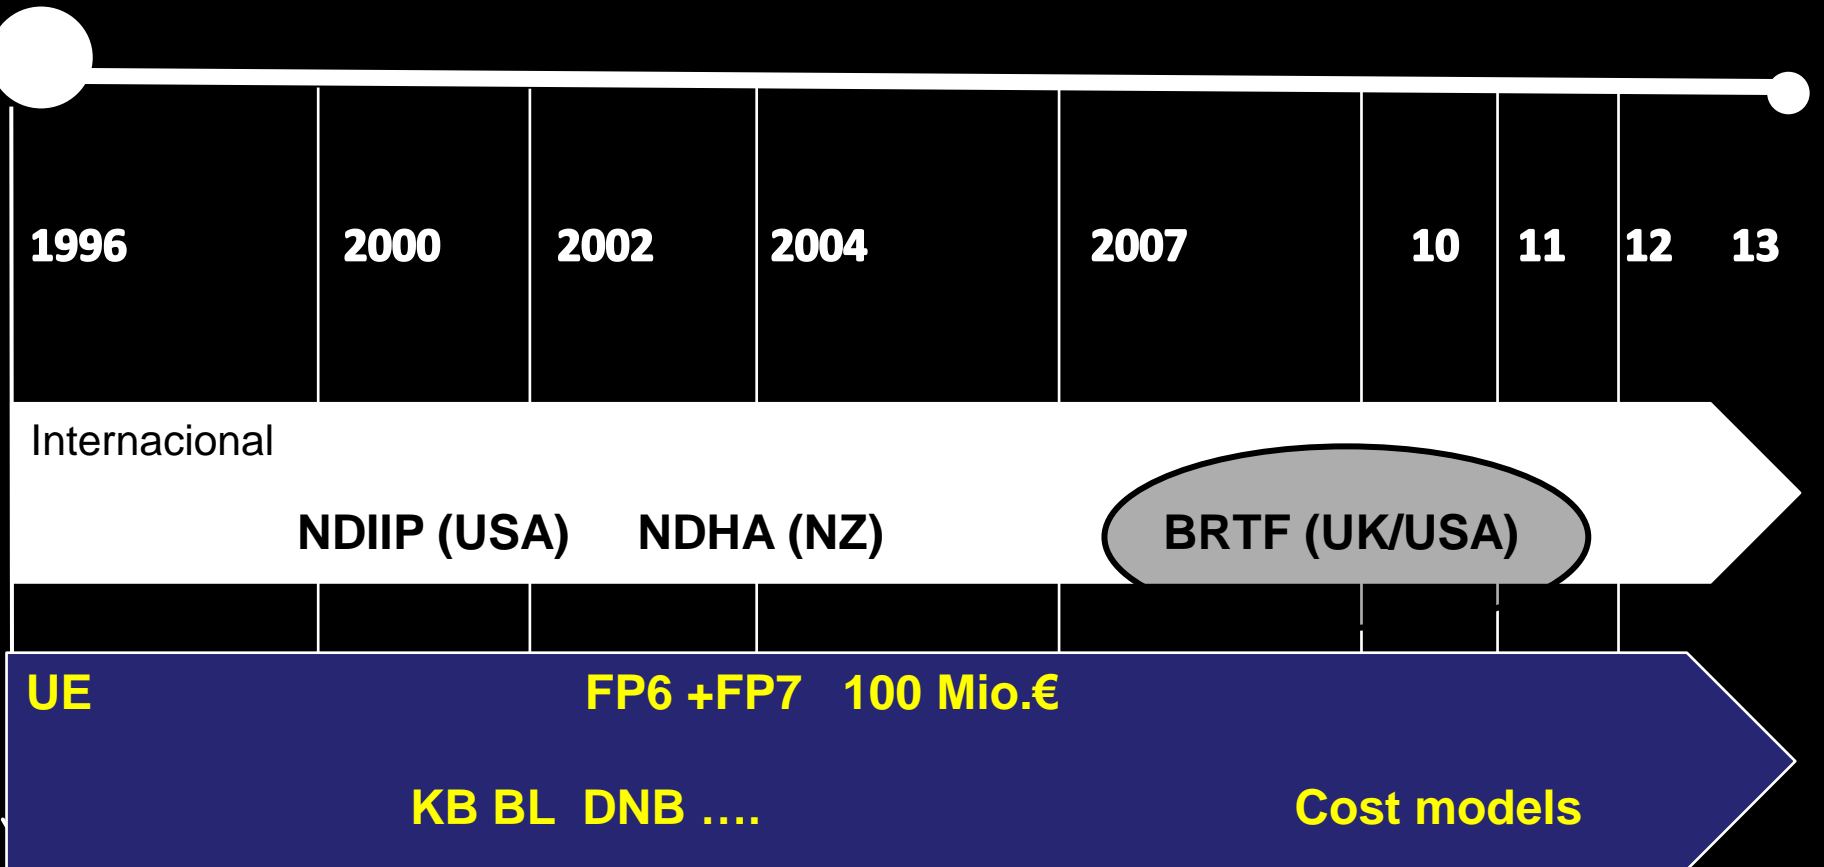 1996 2000 2002 2004 2007 10 11 12 13
Internacional
NDIIP (USA) NDHA (NZ) BRTF (UK/USA)
UE FP6 +FP7 100 Mio.€
KB BL DNB .... Cost models